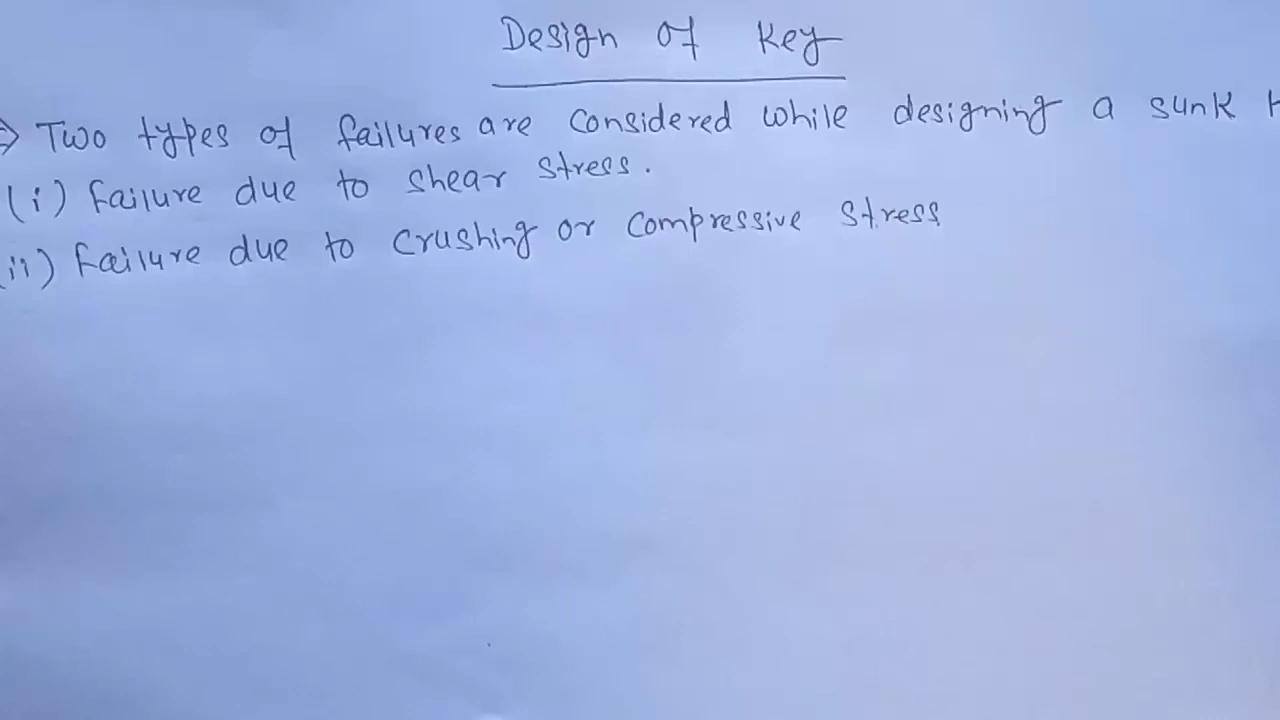 Design of Key
⇒ Two types of failures are considered while designing a sunk
(i) Failure due to shear stress.
(ii) Failure due to crushing or compressive stress